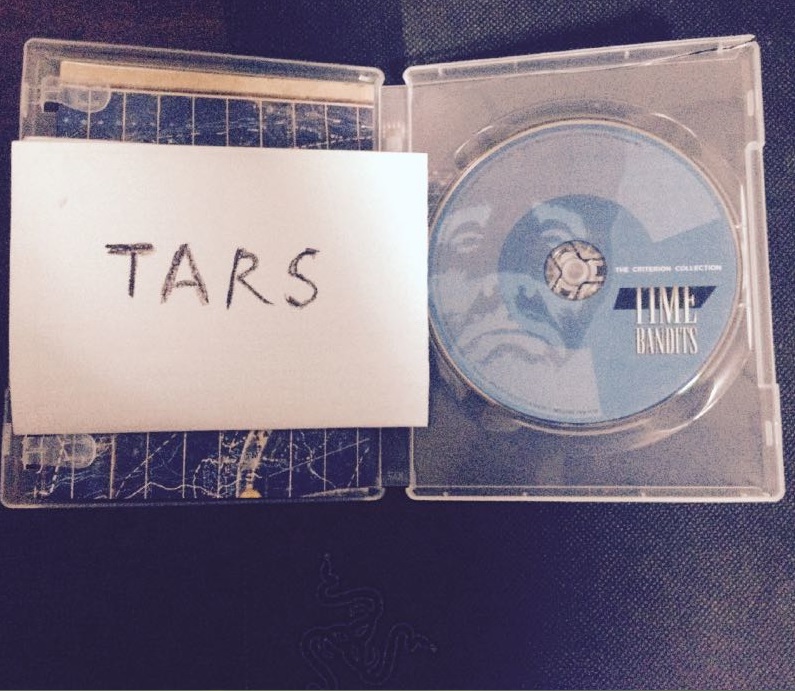 TARS
THE CRITERION COLLECTION
TIME
BANDITS